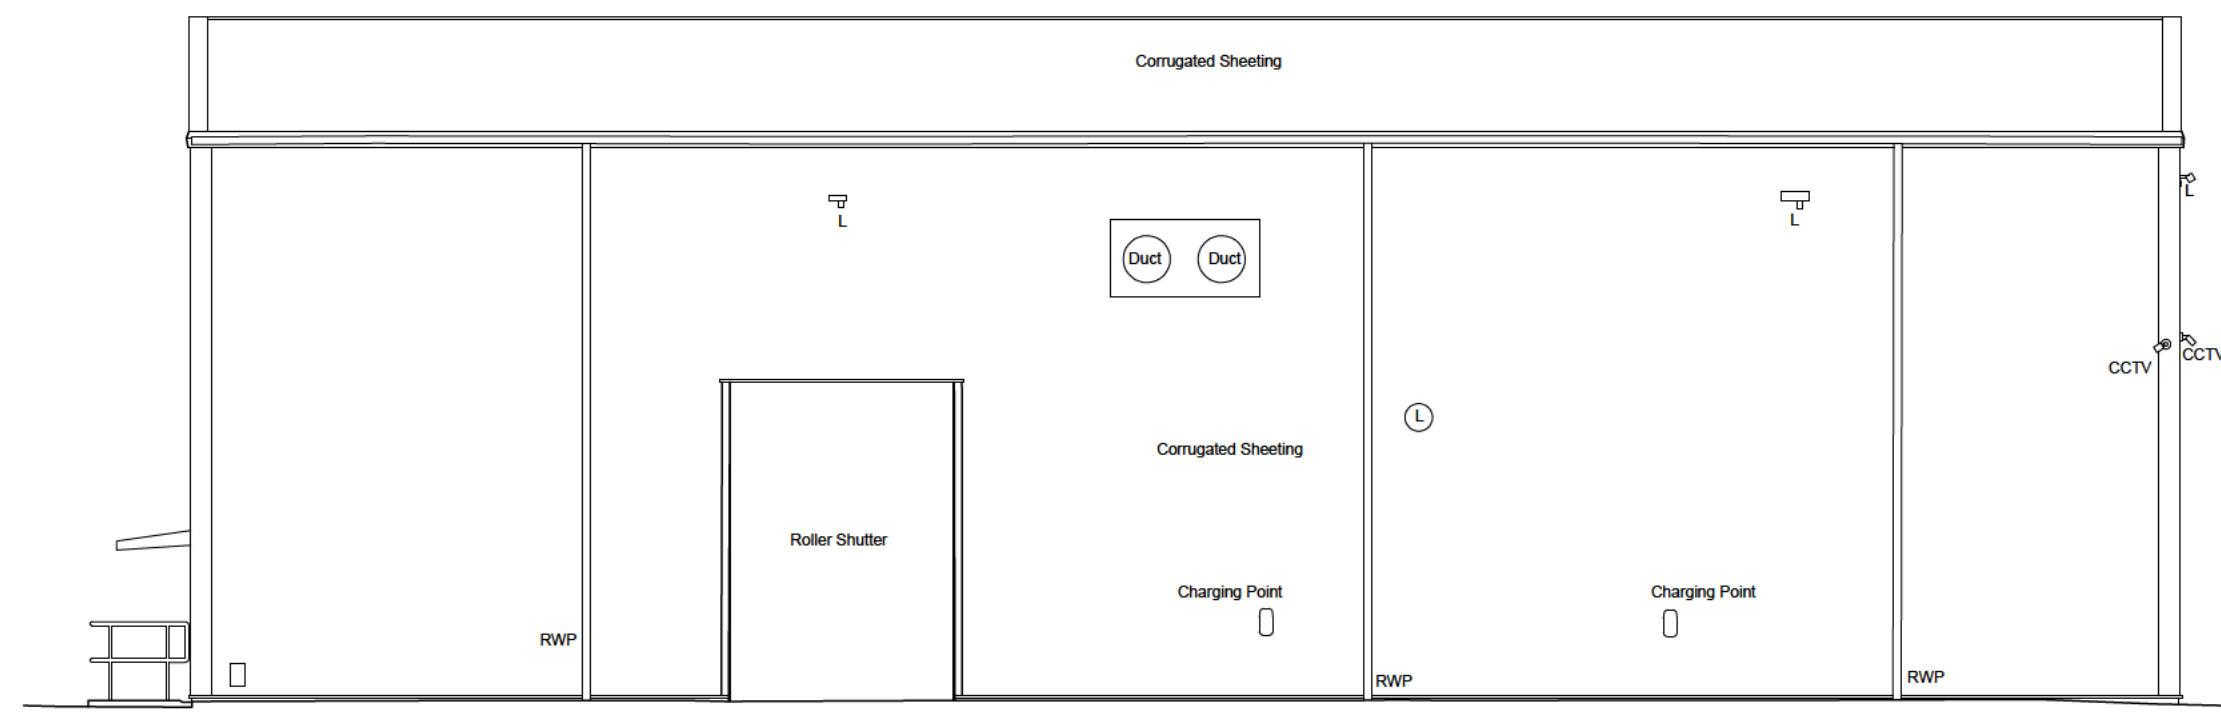 Corrugated Sheeting
L
L
L
Duct
Duct
CCTV
CCTV
L
Corrugated Sheeting
Roller Shutter
Charging Point
Charging Point
RWP
RWP
RWP